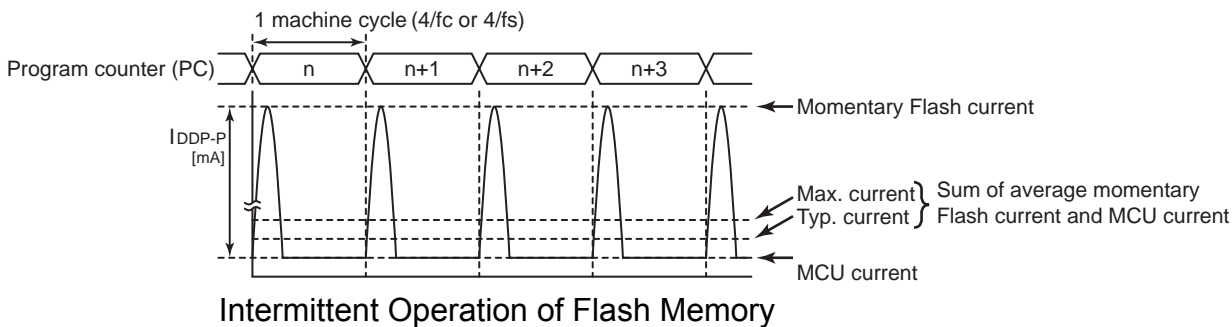 1 machine cycle (4/fc or 4/fs)
Program counter (PC)
n
n+1
n+2
n+3
Momentary Flash current
IDDP-P
[mA]
Max. current
Typ. current
Sum of average momentary
Flash current and MCU current
MCU current
Intermittent Operation of Flash Memory